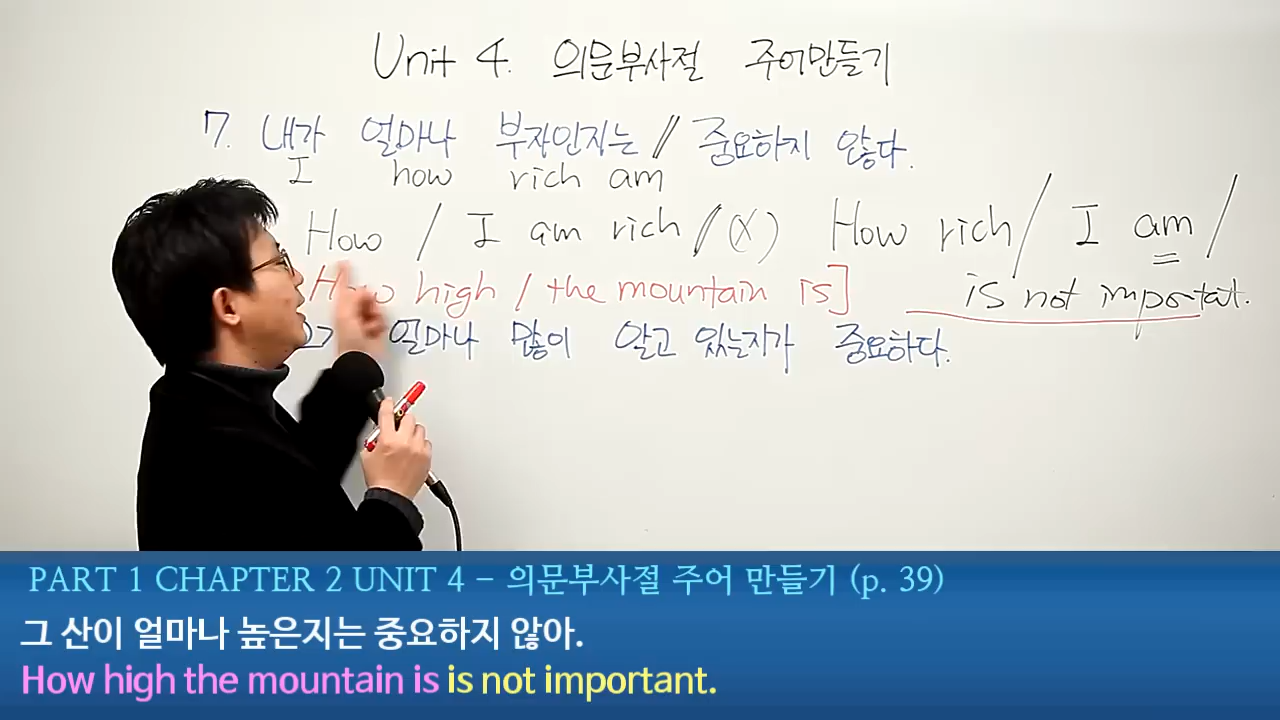 Unit 4. 의문부사절 주어만들기
7. 내가 얼마나 부자인지는 // 중요하지 않다.
I how rich am
How / I am rich // (X) How rich / I am /
How high / the mountain is] is not important.
얼마나 많이 알고 있는지가 중요하다.
PART 1 CHAPTER 2 UNIT 4 - 의문부사절 주어 만들기 (p. 39)
그 산이 얼마나 높은지는 중요하지 않아.
How high the mountain is is not important.